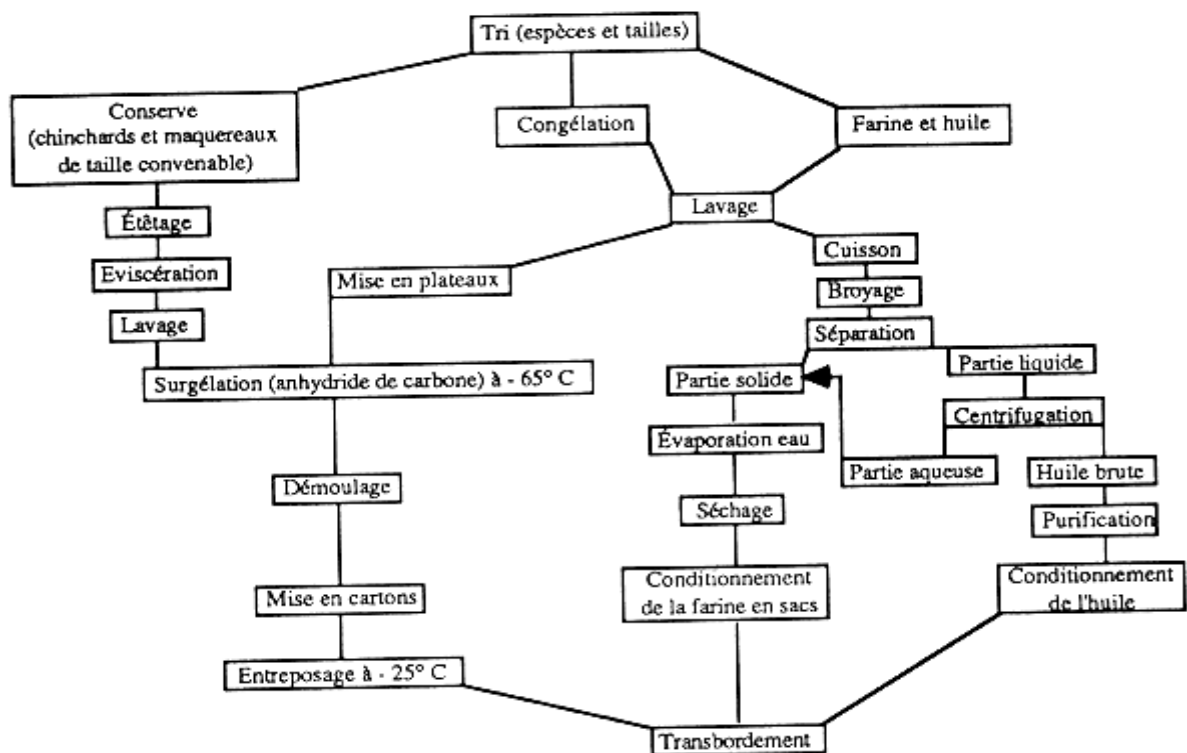 Tri (espèces et tailles)
Conserve
(chinchards et maquereaux
de taille convenable)
Congélation
Farine et huile
Lavage
Étêtage
Eviscération
Lavage
Mise en plateaux
Cuisson
Broyage
Séparation
Surgélation (anhydride de carbone) à - 65° C
Partie solide
Partie liquide
Centrifugation
Évaporation eau
Partie aqueuse
Huile brute
Démoulage
Séchage
Purification
Mise en cartons
Conditionnement
de la farine en sacs
Conditionnement
de l'huile
Entreposage à - 25° C
Transbordement